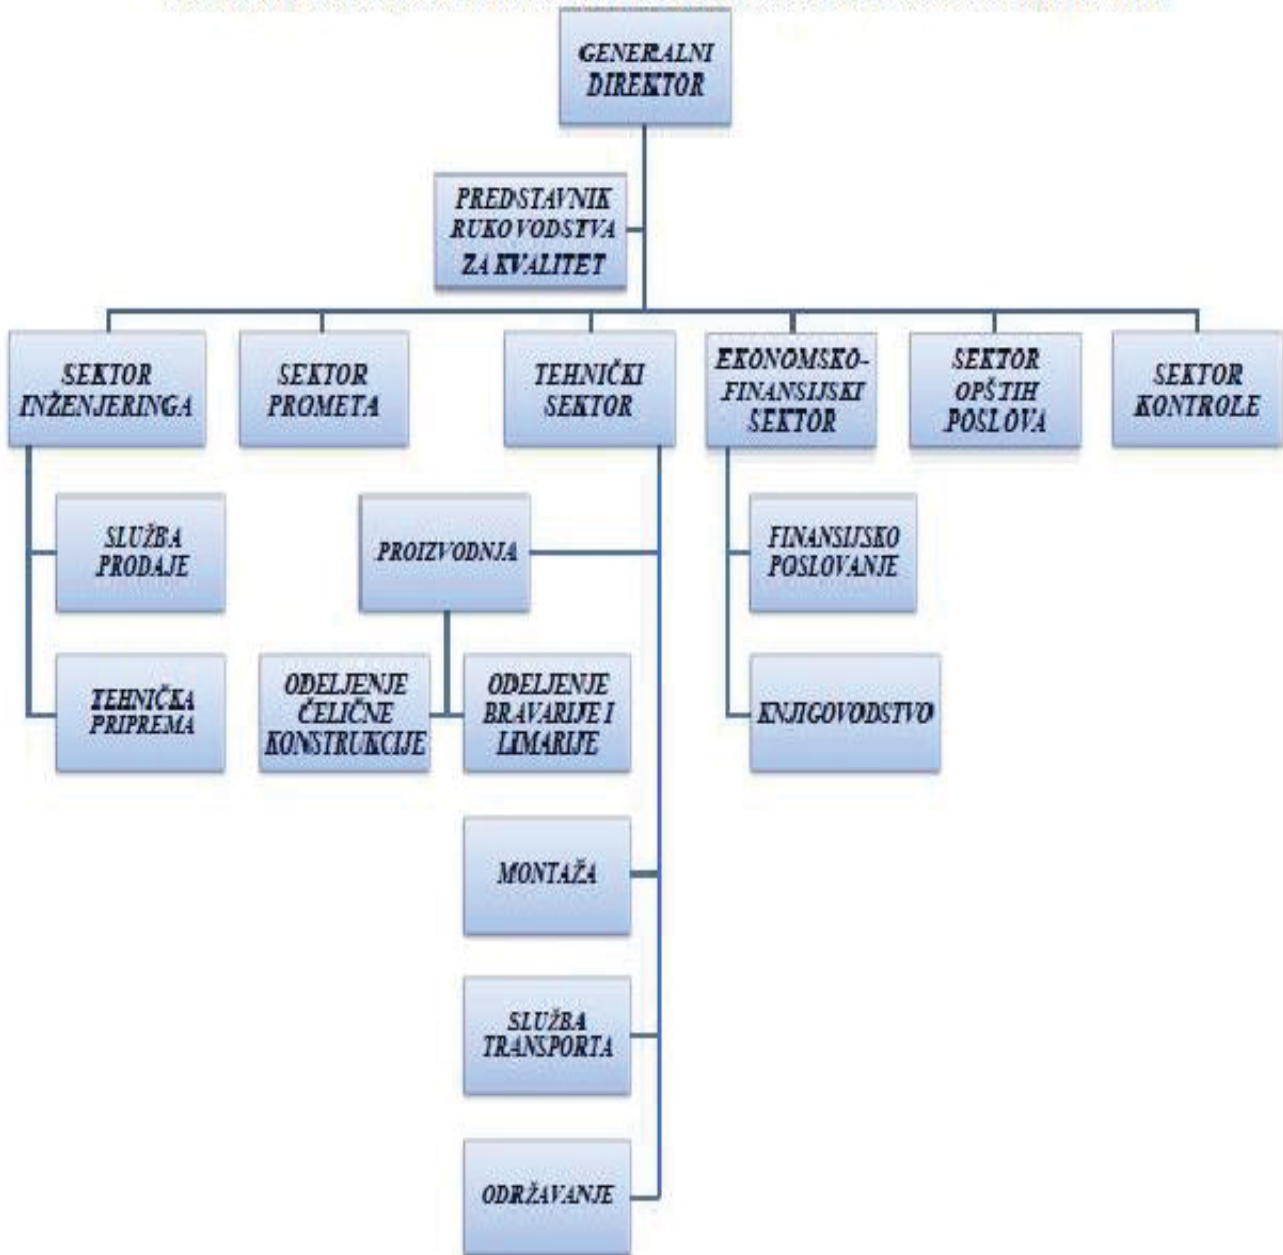 GENERALNI
DIREKTOR
PREDSTAVNIK
RUKOVODSTVA
ZA KVALITET
SEKTOR
INŽENJERINGA
SEKTOR
PROMETA
TEHNIČKI
SEKTOR
EKONOMSKO-
FINANSIJSKI
SEKTOR
SEKTOR
OPŠTIH
POSLOVA
SEKTOR
KONTROLE
SLUŽBA
PRODAJE
PROIZVODNJA
FINANSIJSKO
POSLOVANJE
TEHNIČKA
PRIPREMA
ODELJENJE
ČELIČNE
KONSTRUKCIJE
ODELJENJE
BRAVARIJE I
LIMARIJE
KNJIGOVODSTVO
MONTAŽA
SLUŽBA
TRANSPORTA
ODRŽAVANJE